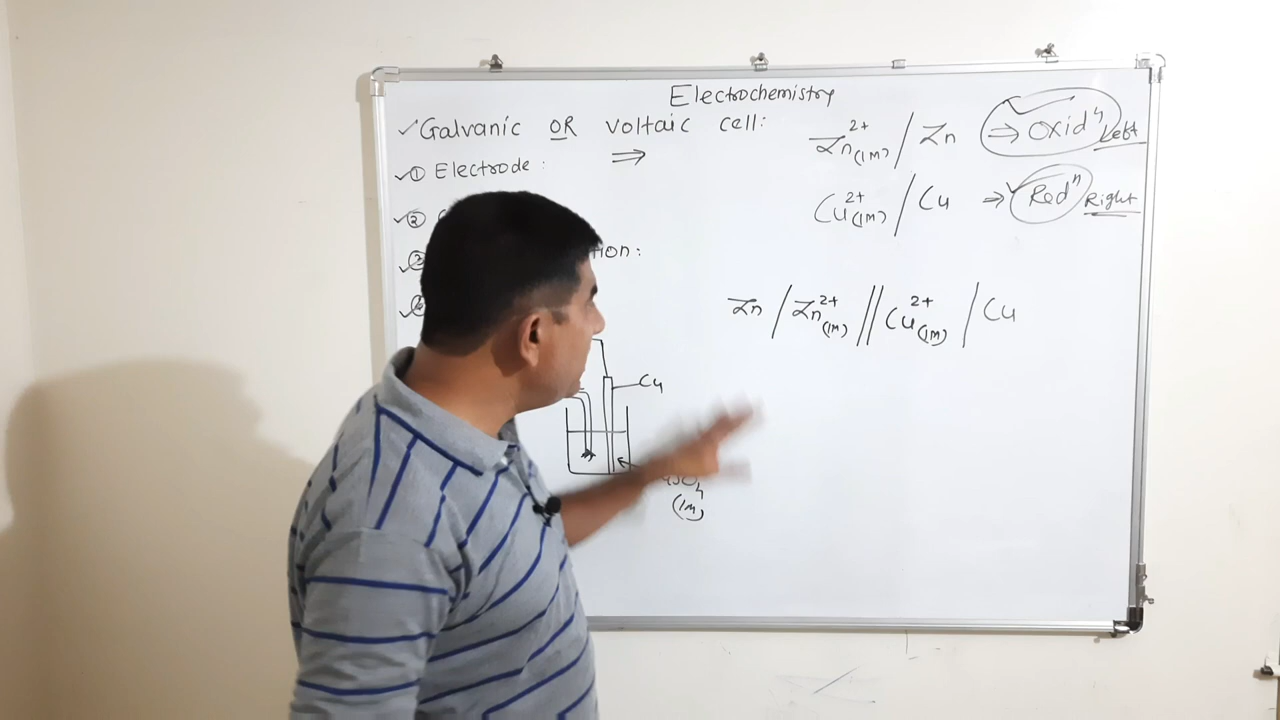 Electrochemistry
✓Galvanic OR voltaic cell:
✓① Electrode :
⇒
✓②
✓③ tion:
✓④
Zn²⁺(1M) / Zn ⇒ Oxidⁿ Left
Cu²⁺(1M) / Cu ⇒ Redⁿ Right
Zn / Zn²⁺(1M) // Cu²⁺(1M) / Cu
Cu
SO₄
(1M)